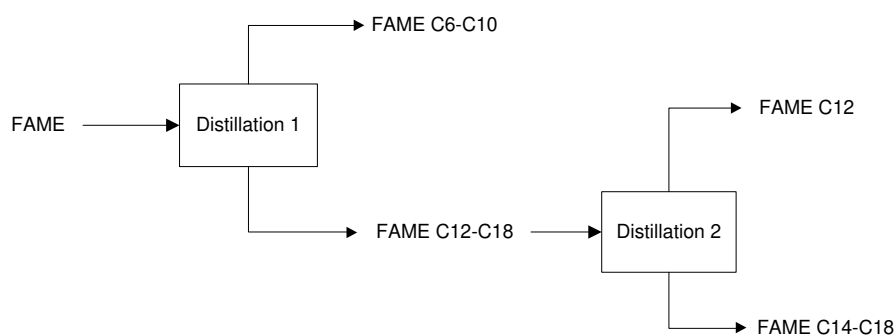 FAME C6-C10
FAME
Distillation 1
FAME C12
FAME C12-C18
Distillation 2
FAME C14-C18